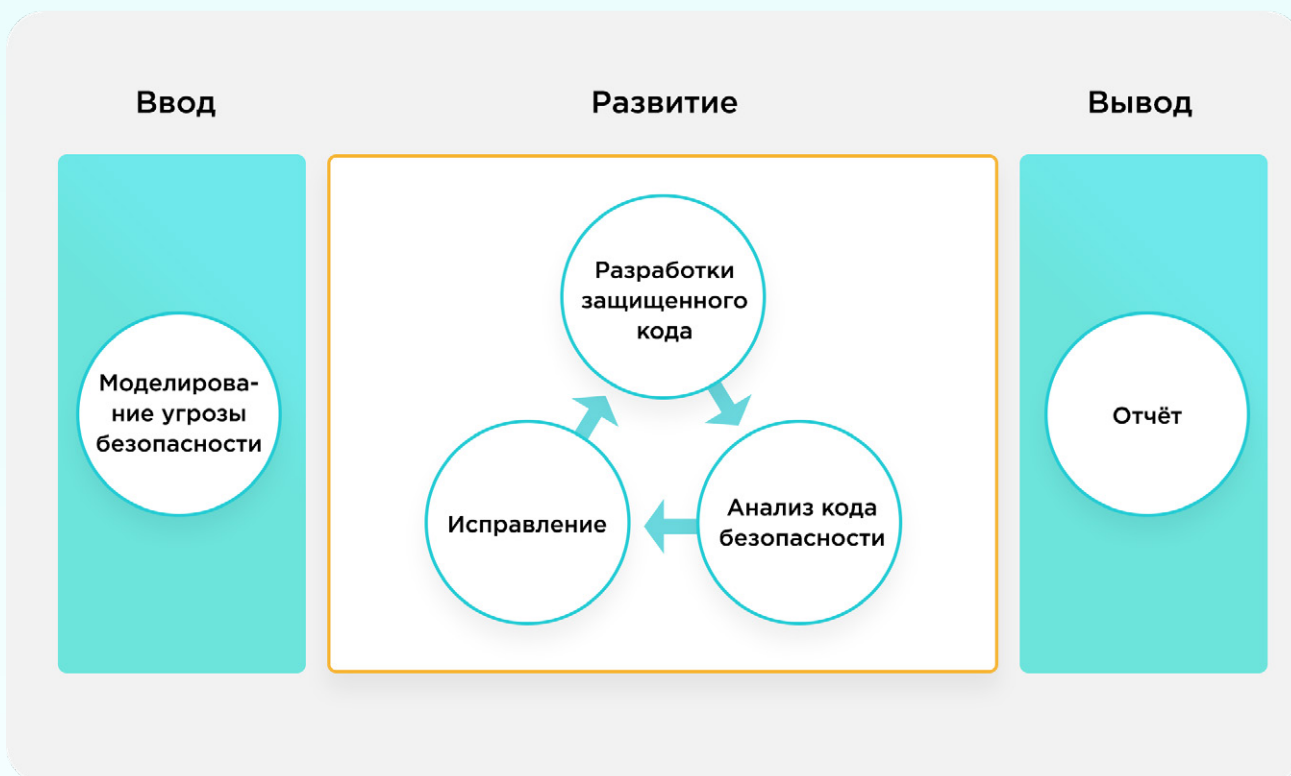 Ввод
Развитие
Вывод
Моделирова-
ние угрозы
безопасности
Разработки
защищенного
кода
Исправление
Анализ кода
безопасности
Отчёт